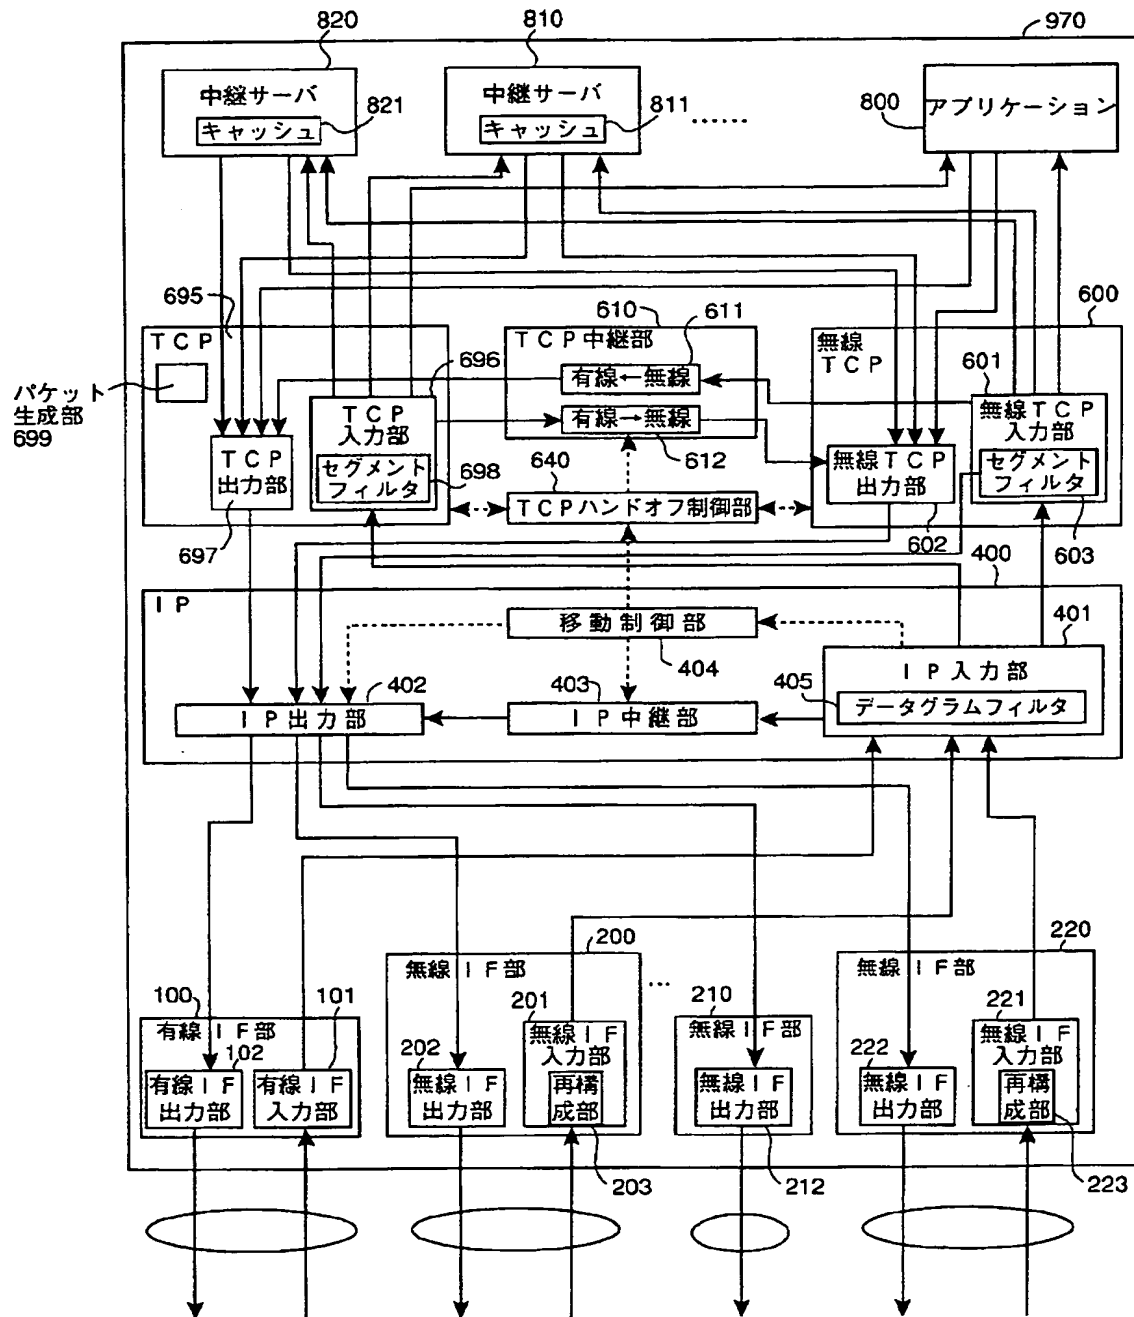 820
810
970
中継サーバ
821
キャッシュ
中継サーバ
811
キャッシュ
......
800
アプリケーション
695
TCP
パケット
生成部
699
696
TCP
入力部
セグメント
フィルタ
698
TCP
出力部
697
610
611
TCP中継部
有線←無線
有線→無線
612
640
TCPハンドオフ制御部
600
無線
TCP
601
無線TCP
入力部
セグメント
フィルタ
603
無線TCP
出力部
602
400
IP
移動制御部
404
401
IP入力部
405
データグラムフィルタ
402
IP出力部
403
IP中継部
100
有線IF部
101
102
有線IF
出力部
有線IF
入力部
200
無線IF部
201
無線IF
入力部
再構
成部
203
202
無線IF
出力部
...
210
無線IF部
無線IF
出力部
212
220
無線IF部
221
無線IF
入力部
再構
成部
223
222
無線IF
出力部